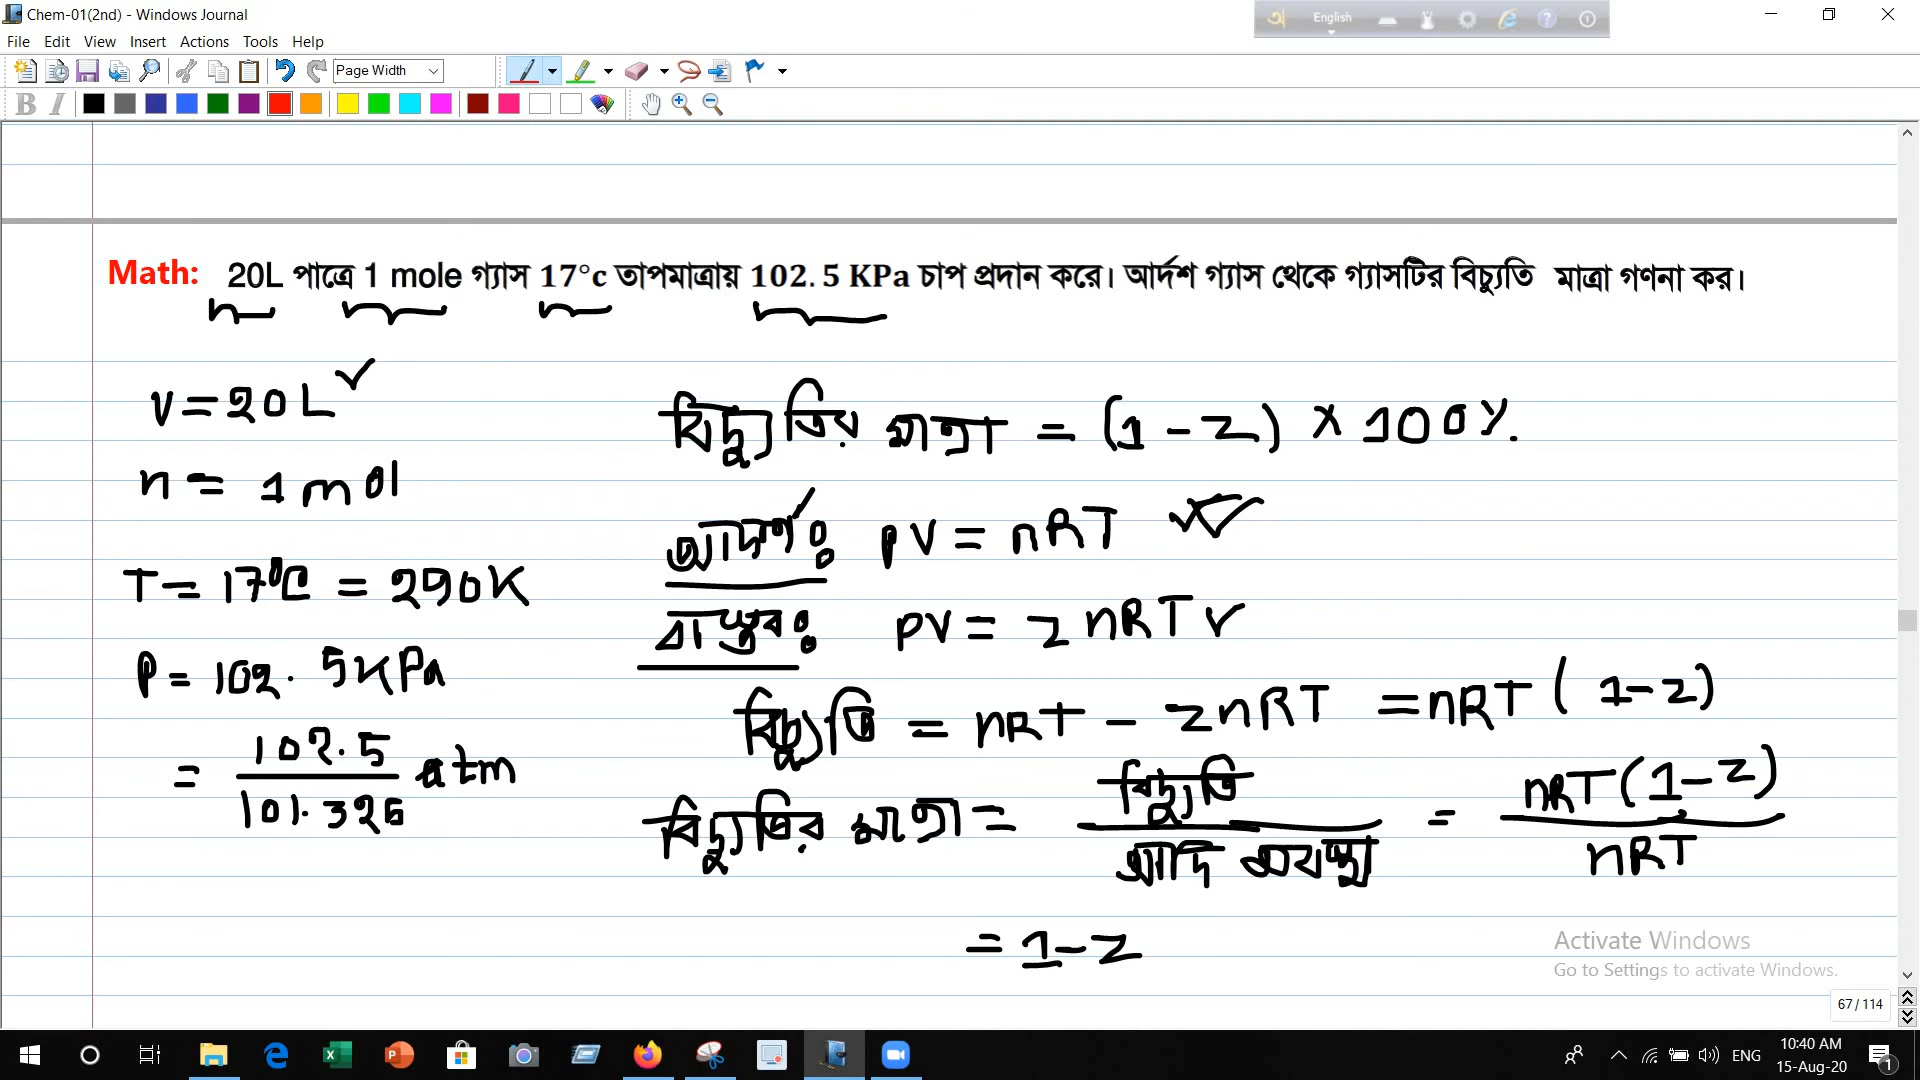 Chem-01(2nd) - Windows Journal
English
File Edit View Insert Actions Tools Help
Page Width
B I
Math: 20L পাত্রে 1 mole গ্যাস 17°c তাপমাত্রায় 102.5 KPa চাপ প্রদান করে। আর্দশ গ্যাস থেকে গ্যাসটির বিচ্যুতি মাত্রা গণনা কর।
V = 20 L
বিচ্যুতির মাত্রা = (1 - Z) × 100%
n = 1 mol
আদর্শ: PV = nRT
T = 17°C = 290K
বাস্তব: PV = ZnRT
P = 102.5 KPa
বিচ্যুতি = nRT - ZnRT = nRT (1-Z)
= 102.5 / 101.325 atm
বিচ্যুতির মাত্রা = বিচ্যুতি / আদি অবস্থা = nRT (1-Z) / nRT
= 1-Z
Activate Windows
Go to Settings to activate Windows.
67 / 114
ENG
10:40 AM
15-Aug-20
1